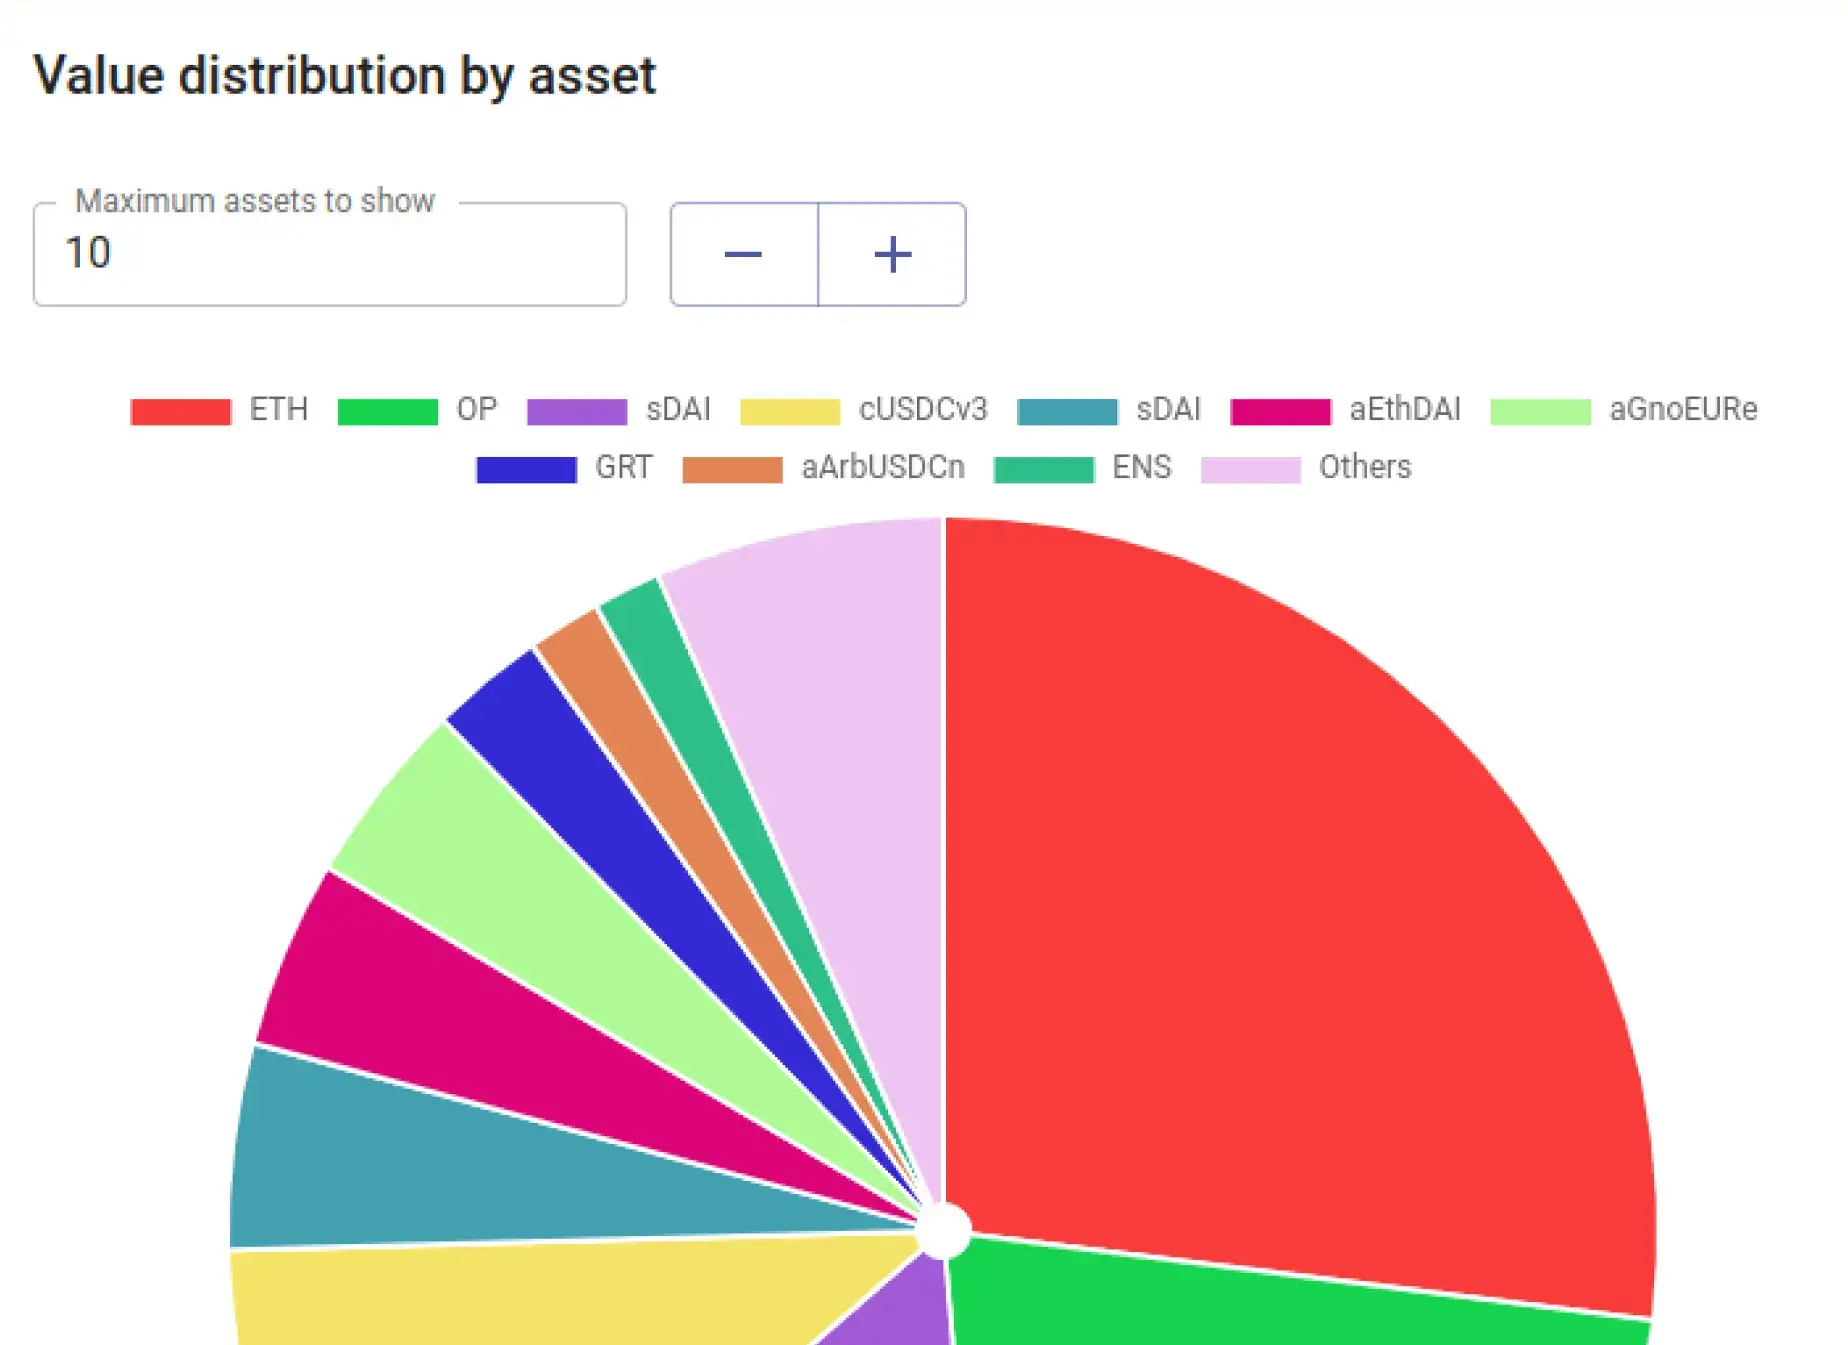 Value distribution by asset
Maximum assets to show
10
− +
ETH OP sDAI cUSDCv3 sDAI aEthDAI aGnoEURe
GRT aArbUSDCn ENS Others